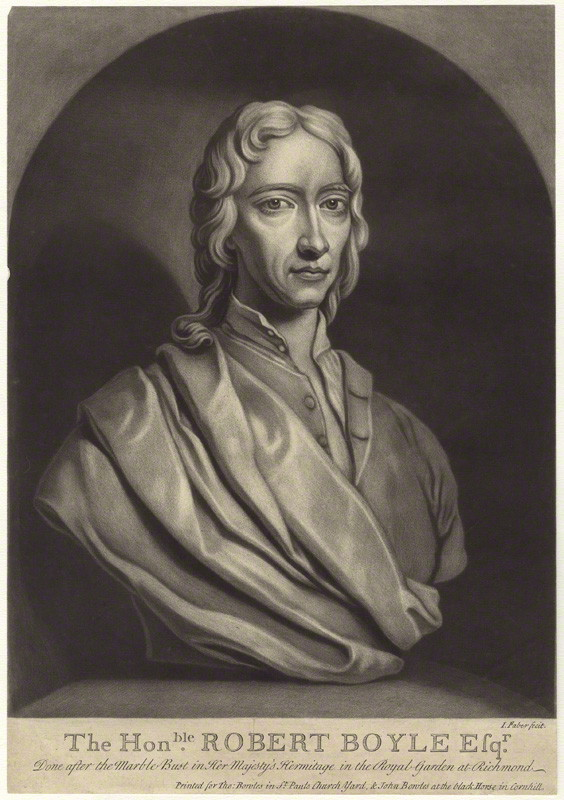 I. Faber fecit.
The Hon.ble ROBERT BOYLE Eſq.r
Done after the Marble Bust in Her Majesty's Hermitage in the Royal Garden at Richmond
Printed for Tho: Bowles in St. Pauls Church Yard, & John Bowles at the black Horse, in Cornhill.